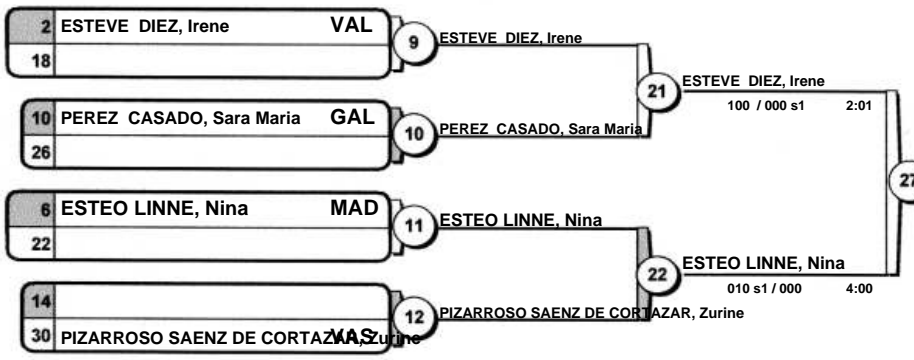 2 ESTEVE DIEZ, Irene VAL
18
9 ESTEVE DIEZ, Irene
10 PEREZ CASADO, Sara Maria GAL
26
10 PEREZ CASADO, Sara Maria
21 ESTEVE DIEZ, Irene
100 / 000 s1 2:01
6 ESTEO LINNE, Nina MAD
22
11 ESTEO LINNE, Nina
14
30 PIZARROSO SAENZ DE CORTAZAR, Zurine VAS
12 PIZARROSO SAENZ DE CORTAZAR, Zurine
22 ESTEO LINNE, Nina
010 s1 / 000 4:00
27